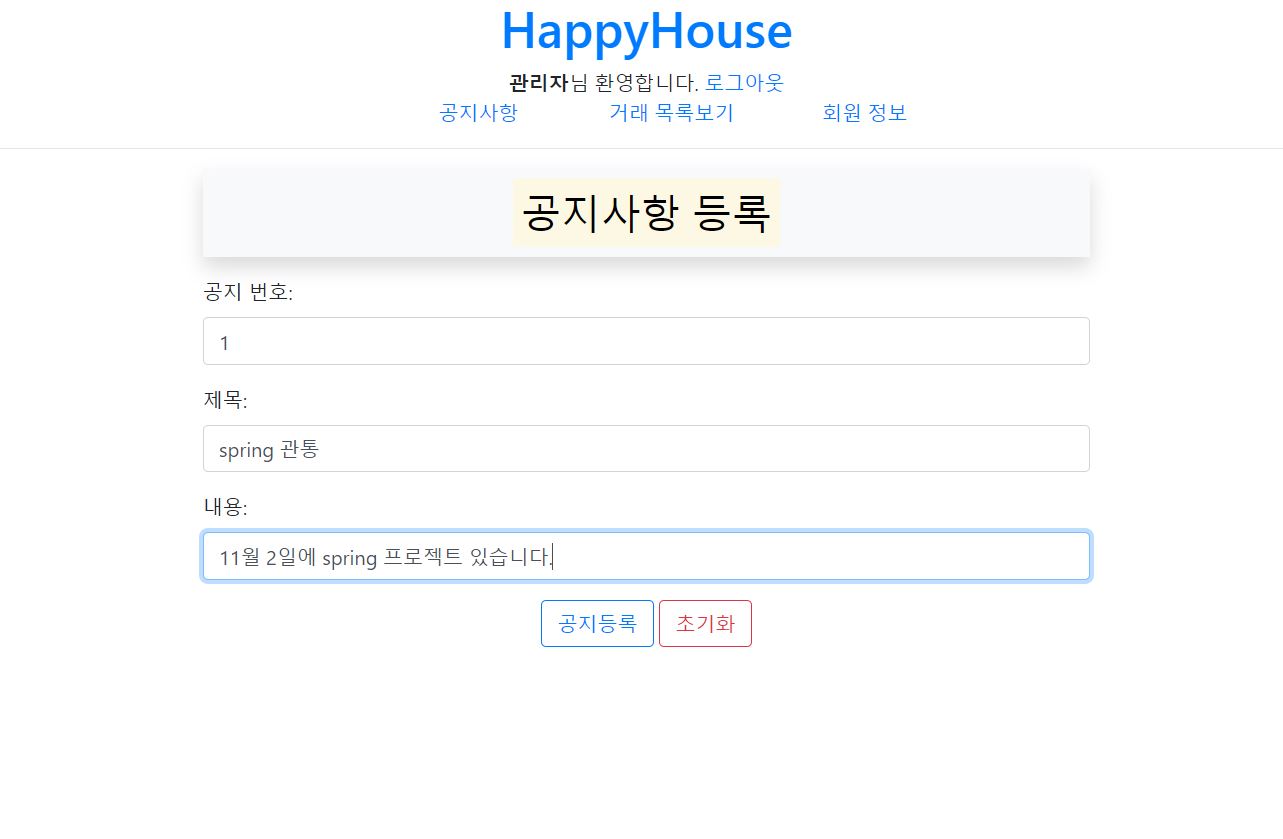 HappyHouse
관리자님 환영합니다. 로그아웃
공지사항 거래 목록보기 회원 정보
공지사항 등록
공지 번호:
1
제목:
spring 관통
내용:
11월 2일에 spring 프로젝트 있습니다.
공지등록 초기화